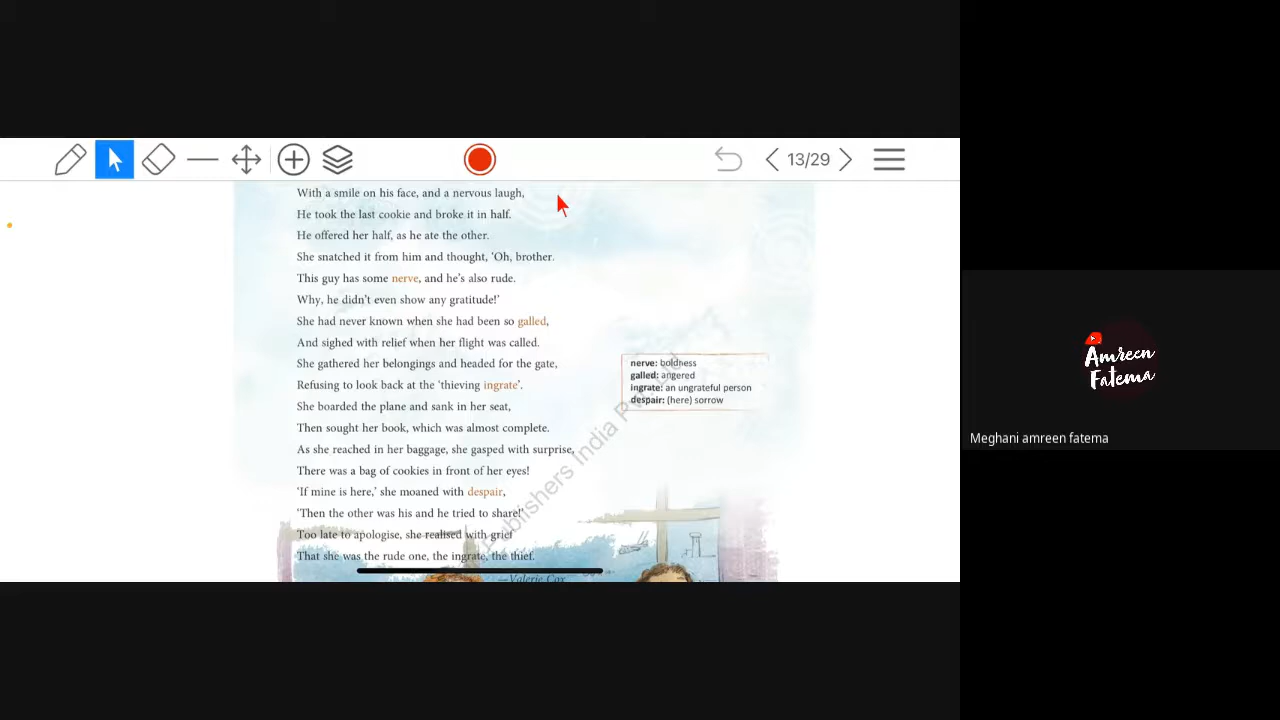 13/29
With a smile on his face, and a nervous laugh,
He took the last cookie and broke it in half.
He offered her half, as he ate the other.
She snatched it from him and thought, ‘Oh, brother.
This guy has some nerve, and he's also rude.
Why, he didn't even show any gratitude!’
She had never known when she had been so galled,
And sighed with relief when her flight was called.
She gathered her belongings and headed for the gate,
Refusing to look back at the ‘thieving ingrate’.
She boarded the plane and sank in her seat,
Then sought her book, which was almost complete.
As she reached in her baggage, she gasped with surprise,
There was a bag of cookies in front of her eyes!
‘If mine is here,’ she moaned with despair,
‘Then the other was his and he tried to share!’
Too late to apologise, she realised with grief
That she was the rude one, the ingrate, the thief.
—Valerie Cox
nerve: boldness
galled: angered
ingrate: an ungrateful person
despair: (here) sorrow
Publishers India
Amreen
Fatema
Meghani amreen fatema